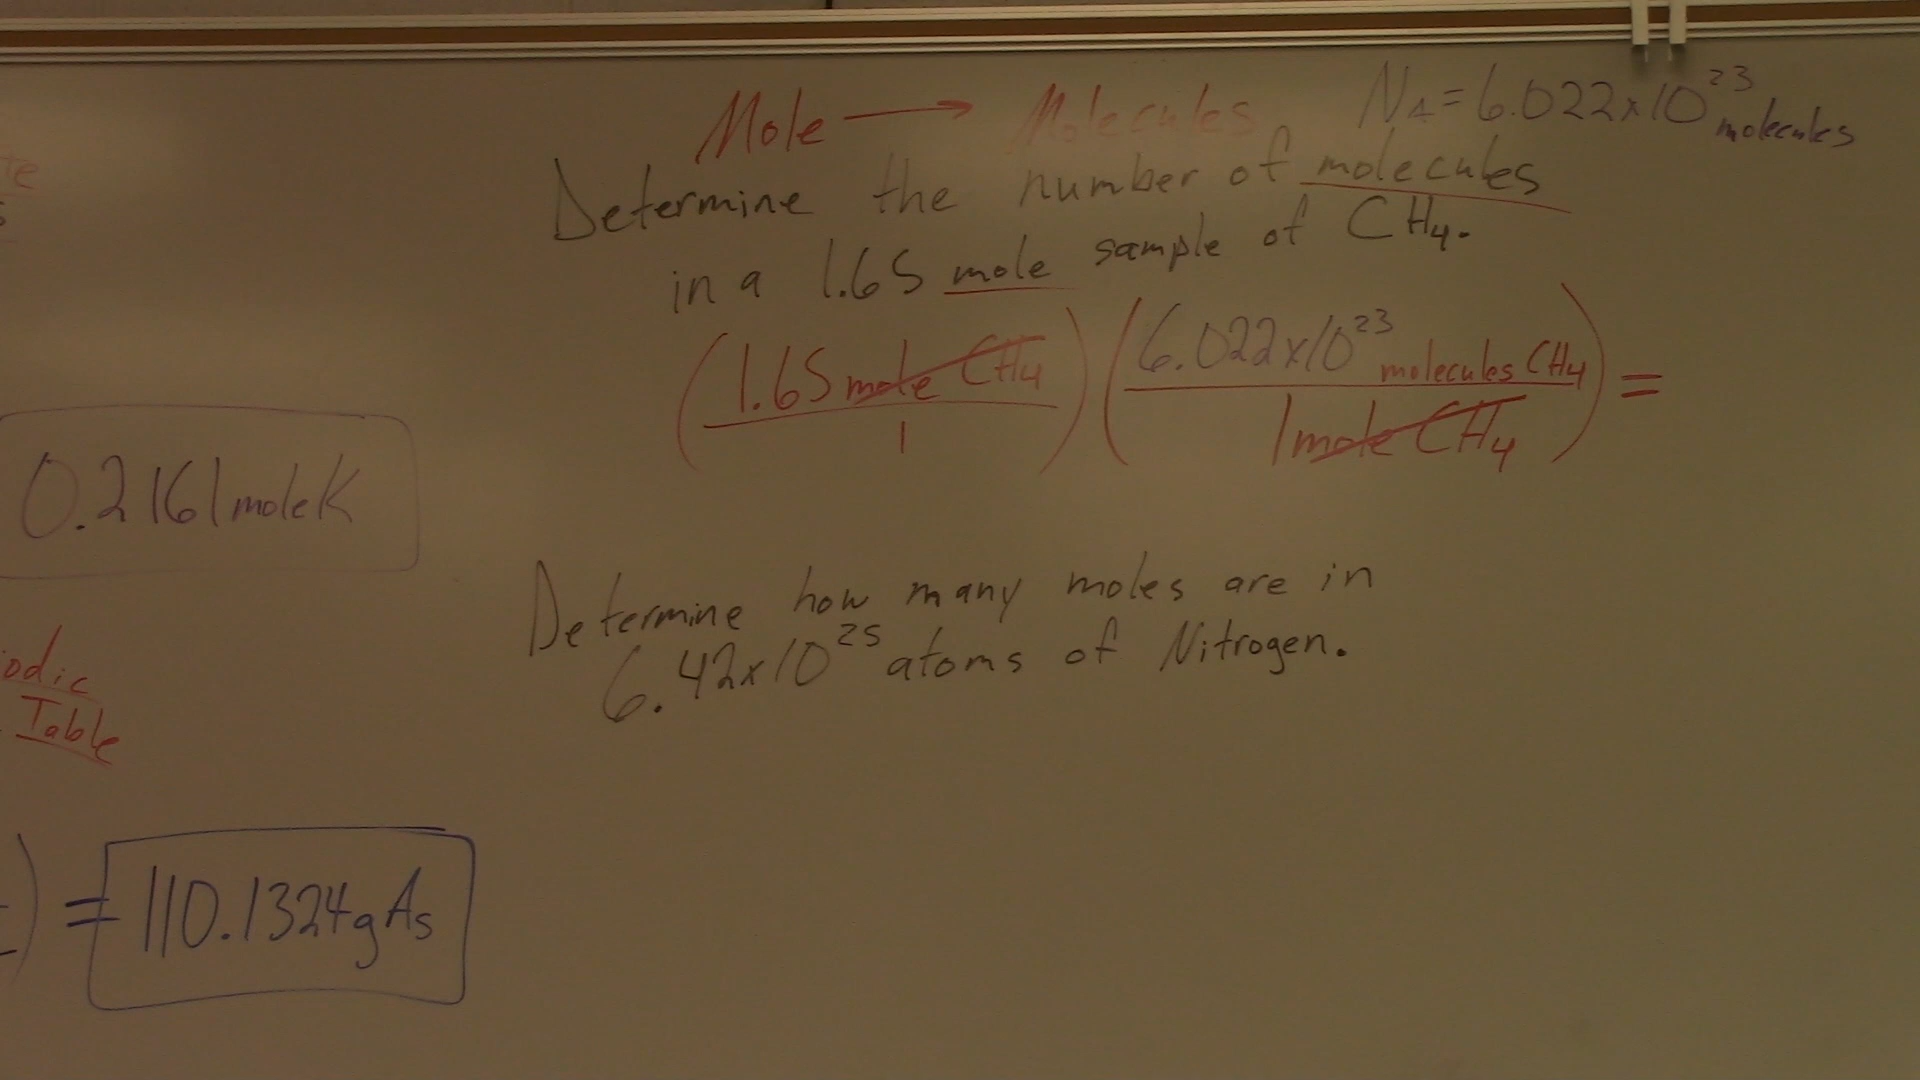 Mole → Molecules
N_A = 6.022x10^23 molecules
Determine the number of molecules
in a 1.65 mole sample of CH4.
(1.65 mole CH4 / 1) (6.022x10^23 molecules CH4 / 1 mole CH4) =
0.2161 mole K
Determine how many moles are in
6.42x10^25 atoms of Nitrogen.
Table
) = 110.1324g As